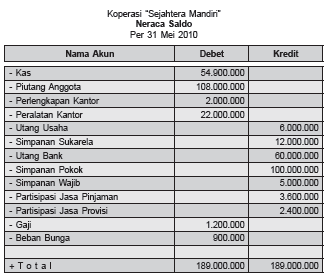 Koperasi "Sejahtera Mandiri"
Neraca Saldo
Per 31 Mei 2010
Nama Akun Debet Kredit
- Kas 54.900.000
- Piutang Anggota 108.000.000
- Perlengkapan Kantor 2.000.000
- Peralatan Kantor 22.000.000
- Utang Usaha 6.000.000
- Simpanan Sukarela 12.000.000
- Utang Bank 60.000.000
- Simpanan Pokok 100.000.000
- Simpanan Wajib 5.000.000
- Partisipasi Jasa Pinjaman 3.600.000
- Partisipasi Jasa Provisi 2.400.000
- Gaji 1.200.000
- Beban Bunga 900.000
+ T o t a l 189.000.000 189.000.000